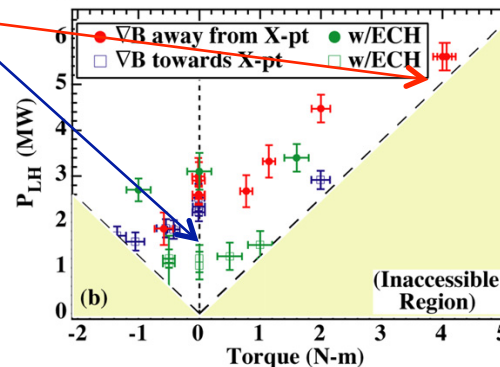 ∇B away from X-pt w/ECH
∇B towards X-pt w/ECH
6
5
4
3
2
1
0
P_LH (MW)
(b)
(Inaccessible
Region)
-2 -1 0 1 2 3 4 5
Torque (N-m)